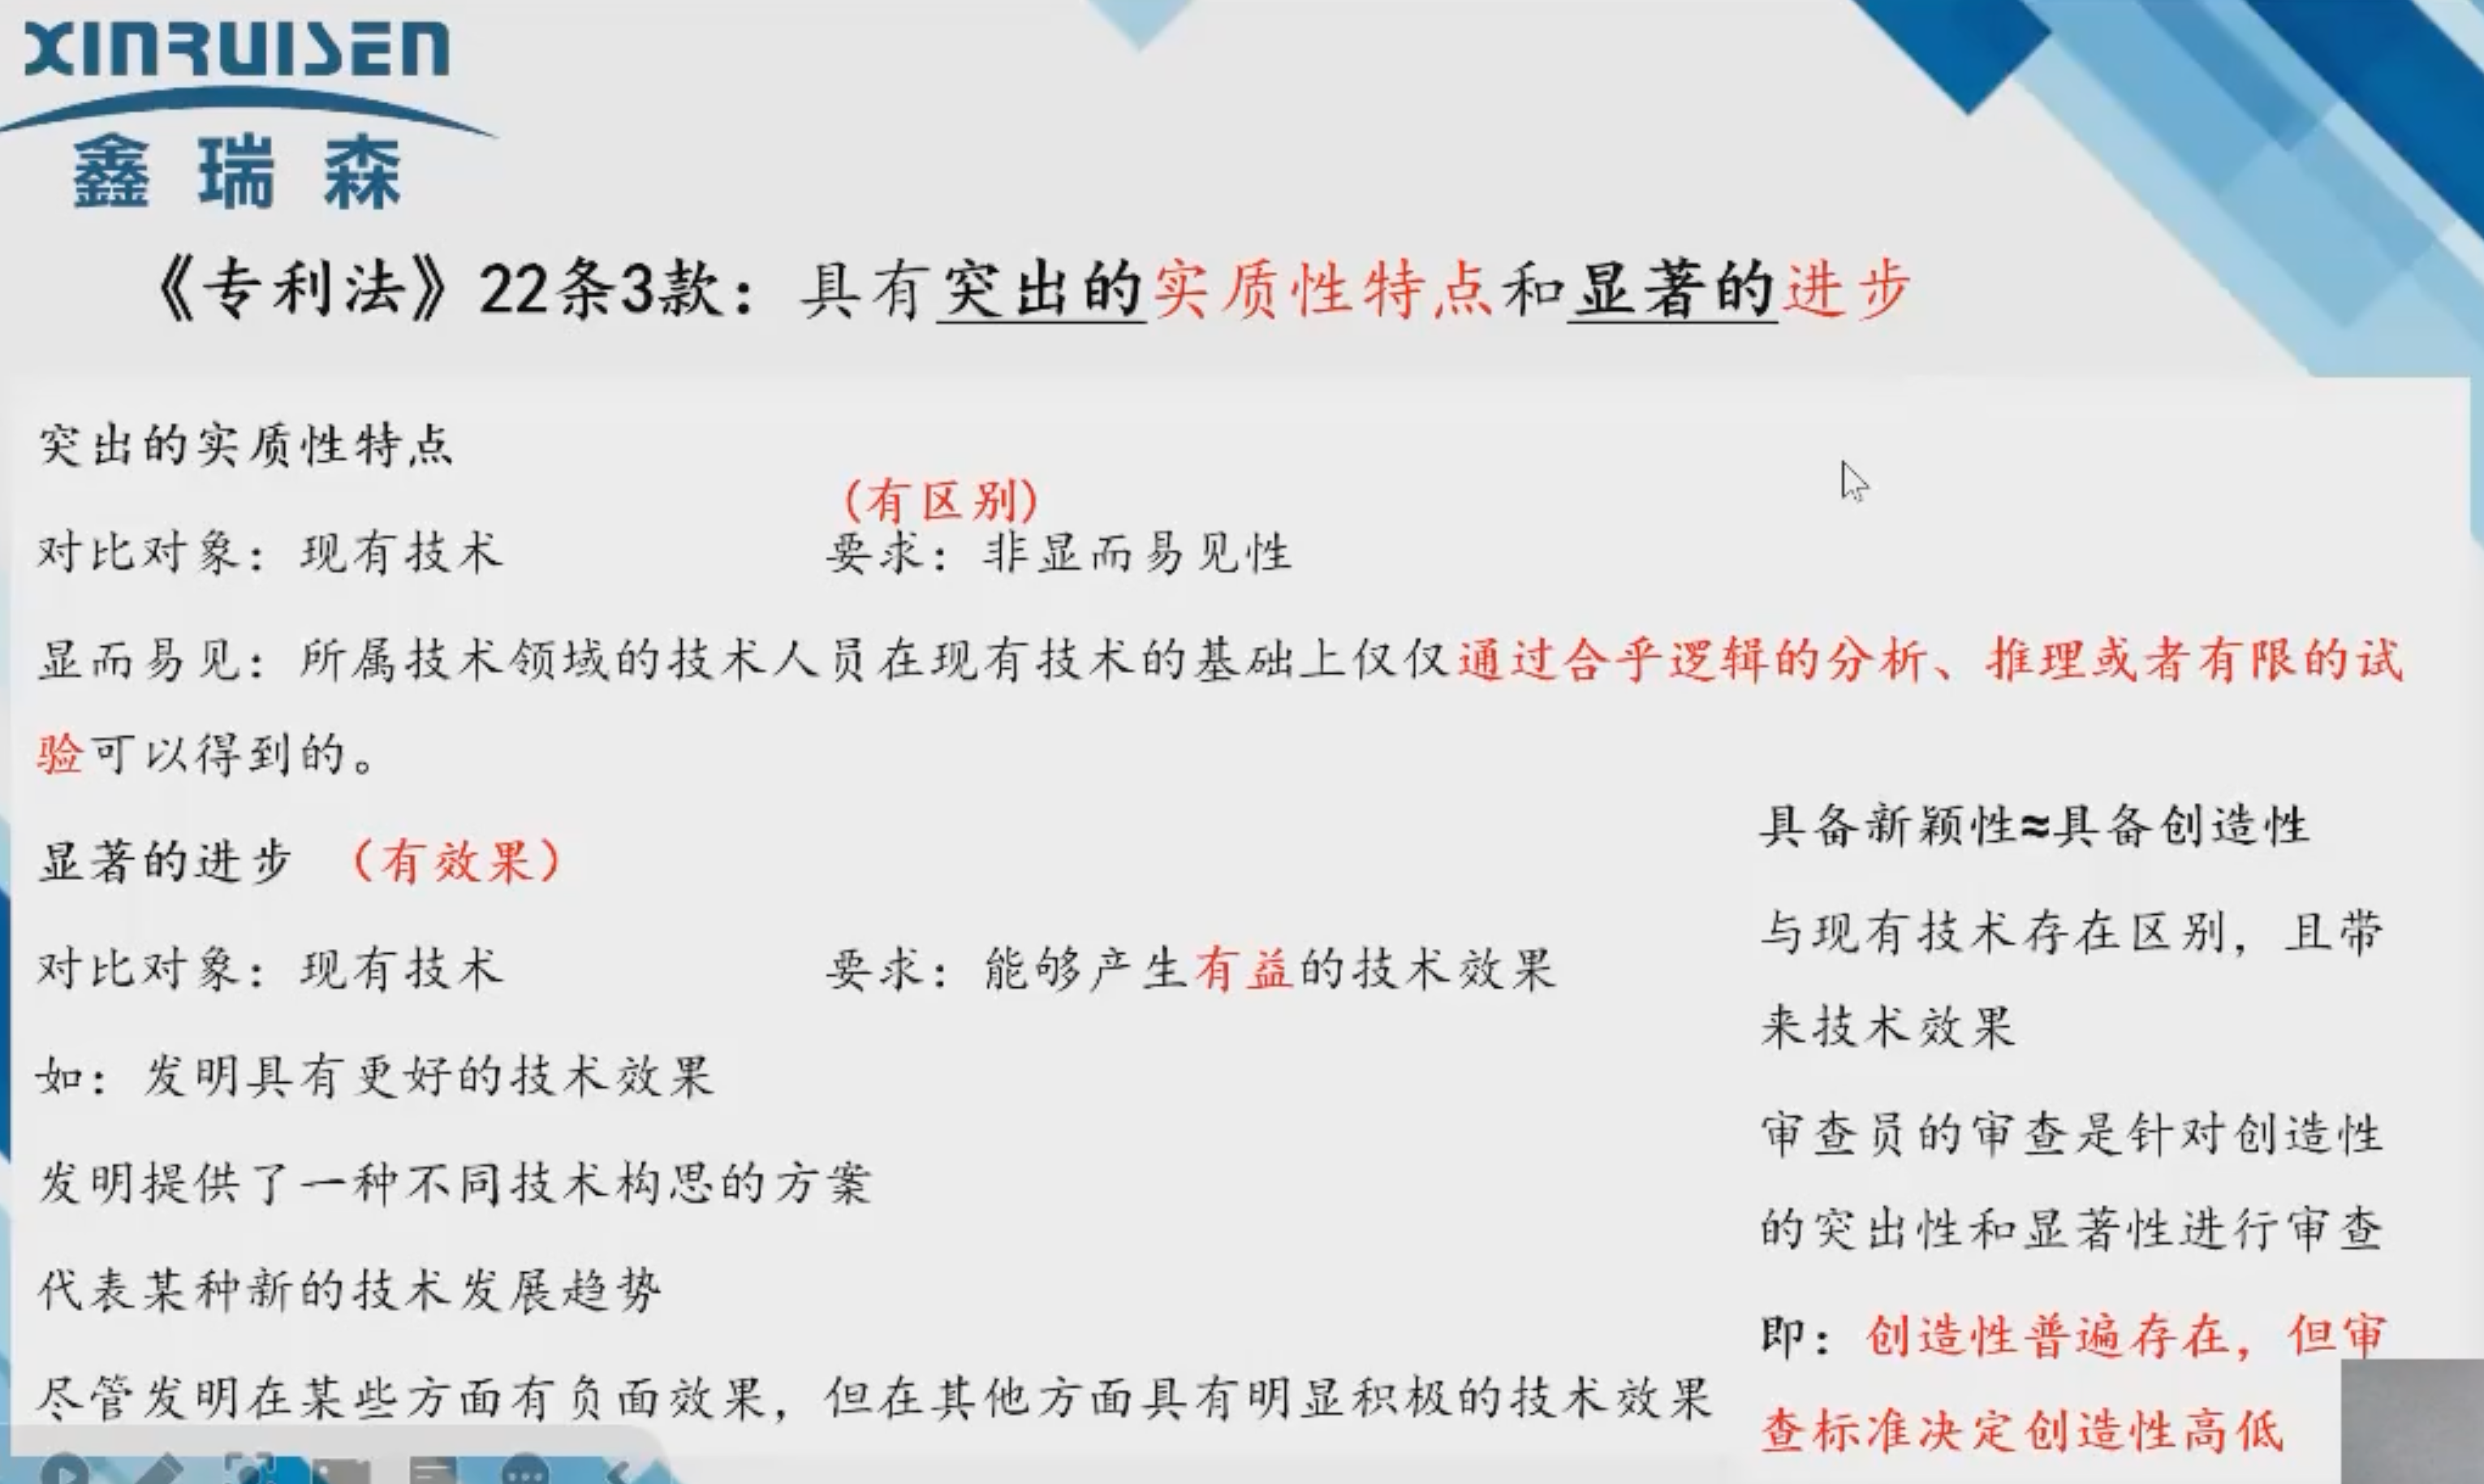 XINRUISEN
鑫瑞森
《专利法》22条3款：具有突出的实质性特点和显著的进步
突出的实质性特点
(有区别)
对比对象：现有技术 要求：非显而易见性
显而易见：所属技术领域的技术人员在现有技术的基础上仅仅通过合乎逻辑的分析、推理或者有限的试
验可以得到的。
显著的进步 （有效果）
对比对象：现有技术 要求：能够产生有益的技术效果
如：发明具有更好的技术效果
发明提供了一种不同技术构思的方案
代表某种新的技术发展趋势
尽管发明在某些方面有负面效果，但在其他方面具有明显积极的技术效果
具备新颖性≈具备创造性
与现有技术存在区别，且带
来技术效果
审查员的审查是针对创造性
的突出性和显著性进行审查
即：创造性普遍存在，但审
查标准决定创造性高低